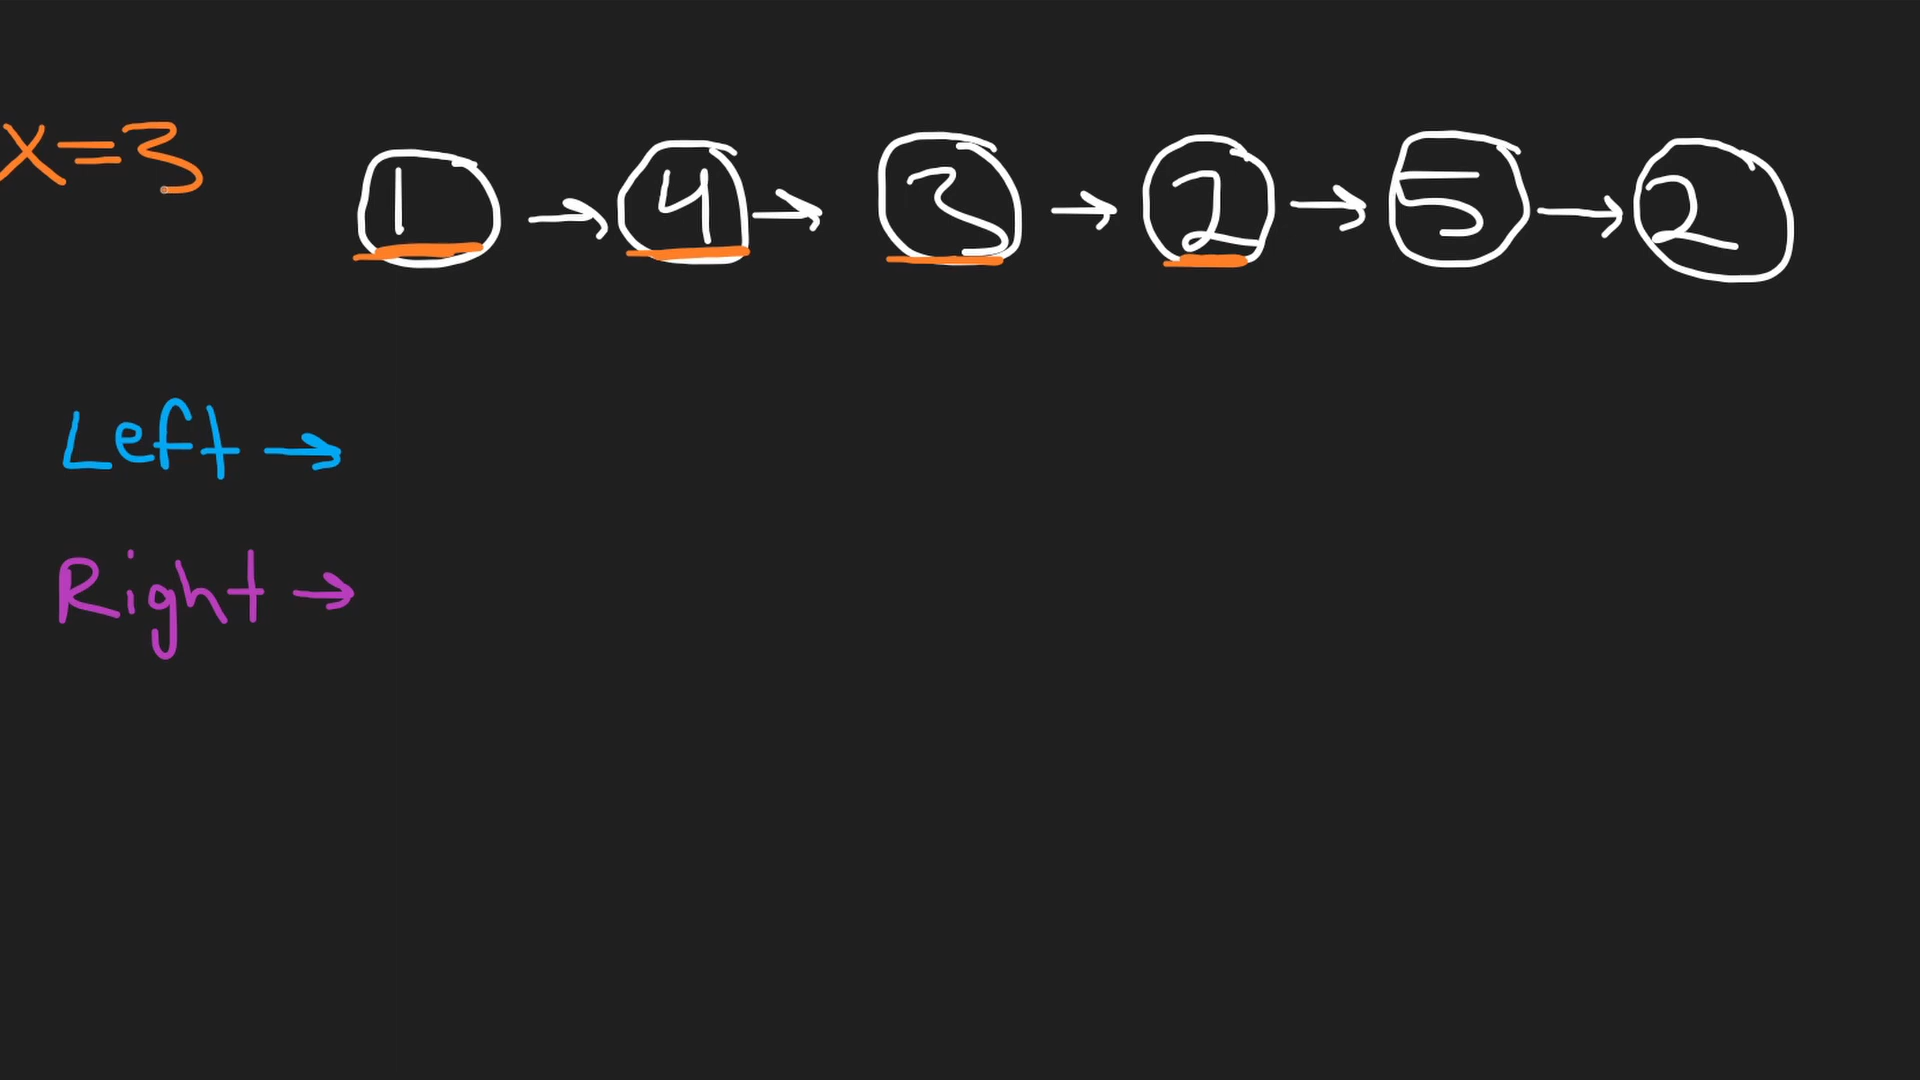 x=3
1 → 4 → 3 → 2 → 5 → 2
Left →
Right →